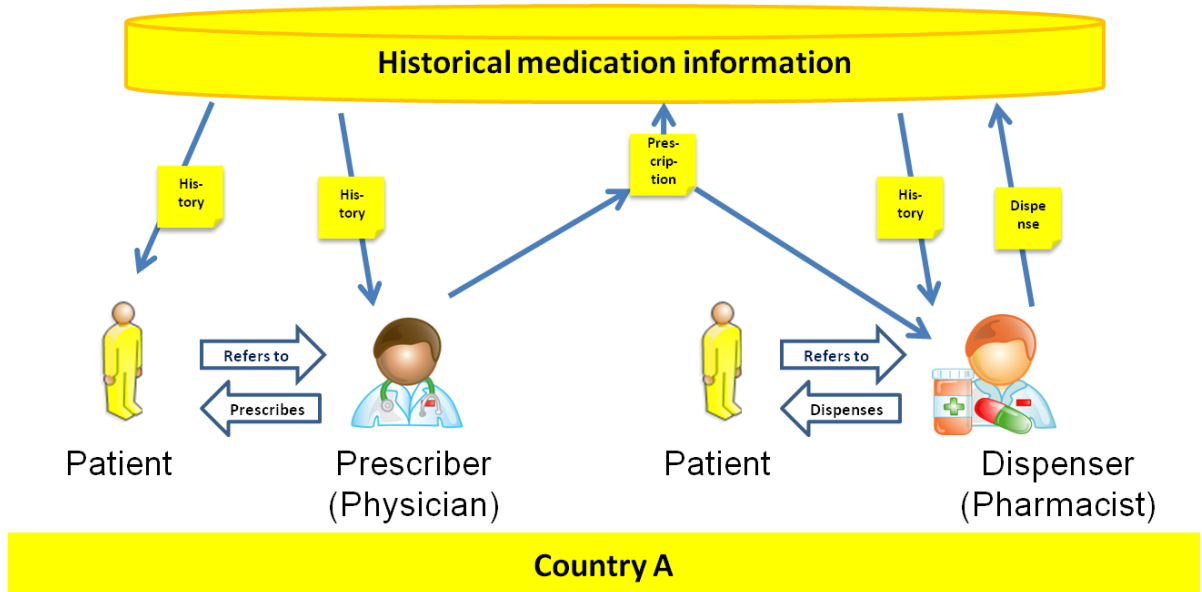 Historical medication information
Pres-
crip-
tion
His-
tory
His-
tory
His-
tory
Dispe
nse
Refers to
Prescribes
Refers to
Dispenses
Patient
Prescriber
(Physician)
Patient
Dispenser
(Pharmacist)
Country A